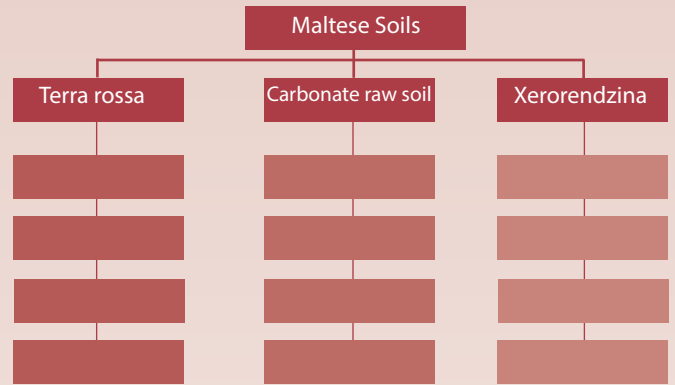 Maltese Soils
Terra rossa
Carbonate raw soil
Xerorendzina